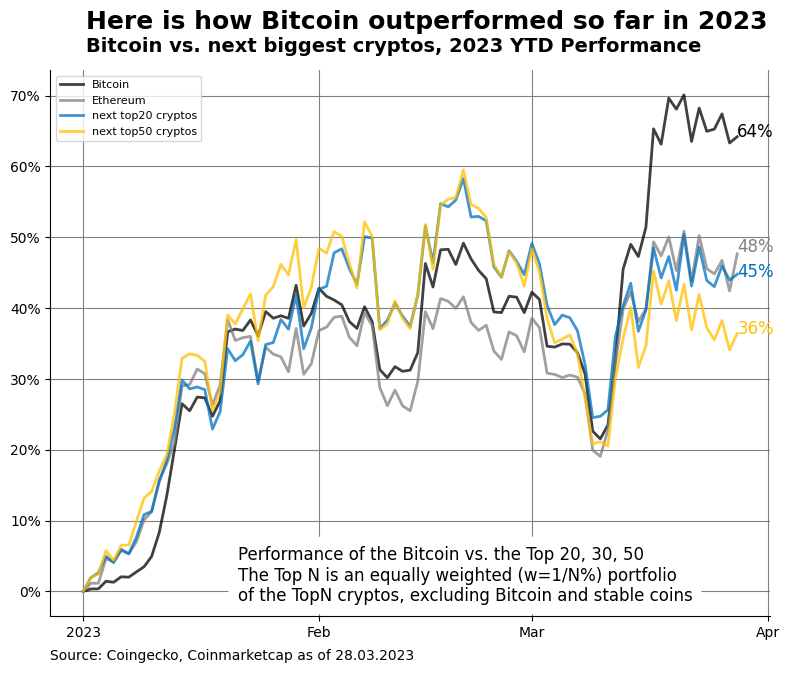 Here is how Bitcoin outperformed so far in 2023
Bitcoin vs. next biggest cryptos, 2023 YTD Performance
Bitcoin
Ethereum
next top20 cryptos
next top50 cryptos
70%
60%
50%
40%
30%
20%
10%
0%
64%
48%
45%
36%
Performance of the Bitcoin vs. the Top 20, 30, 50
The Top N is an equally weighted (w=1/N%) portfolio
of the TopN cryptos, excluding Bitcoin and stable coins
2023
Feb
Mar
Apr
Source: Coingecko, Coinmarketcap as of 28.03.2023